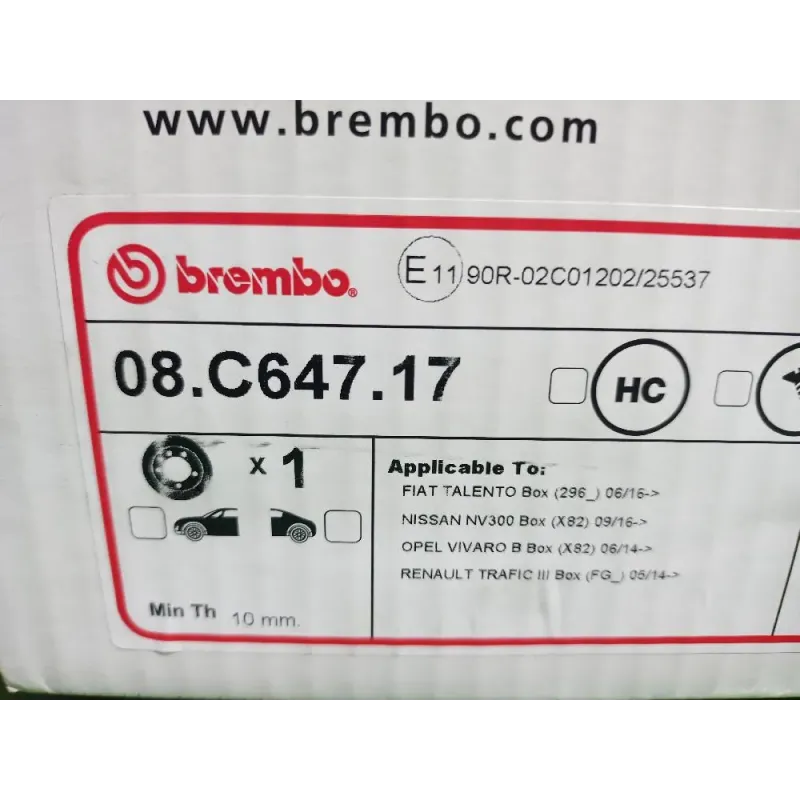 www.brembo.com
brembo®
E 11 90R-02C01202/25537
08.C647.17
HC
x 1
Applicable To:
FIAT TALENTO Box (296_) 06/16->
NISSAN NV300 Box (X82) 09/16->
OPEL VIVARO B Box (X82) 06/14->
RENAULT TRAFIC III Box (FG_) 05/14->
Min Th 10 mm.